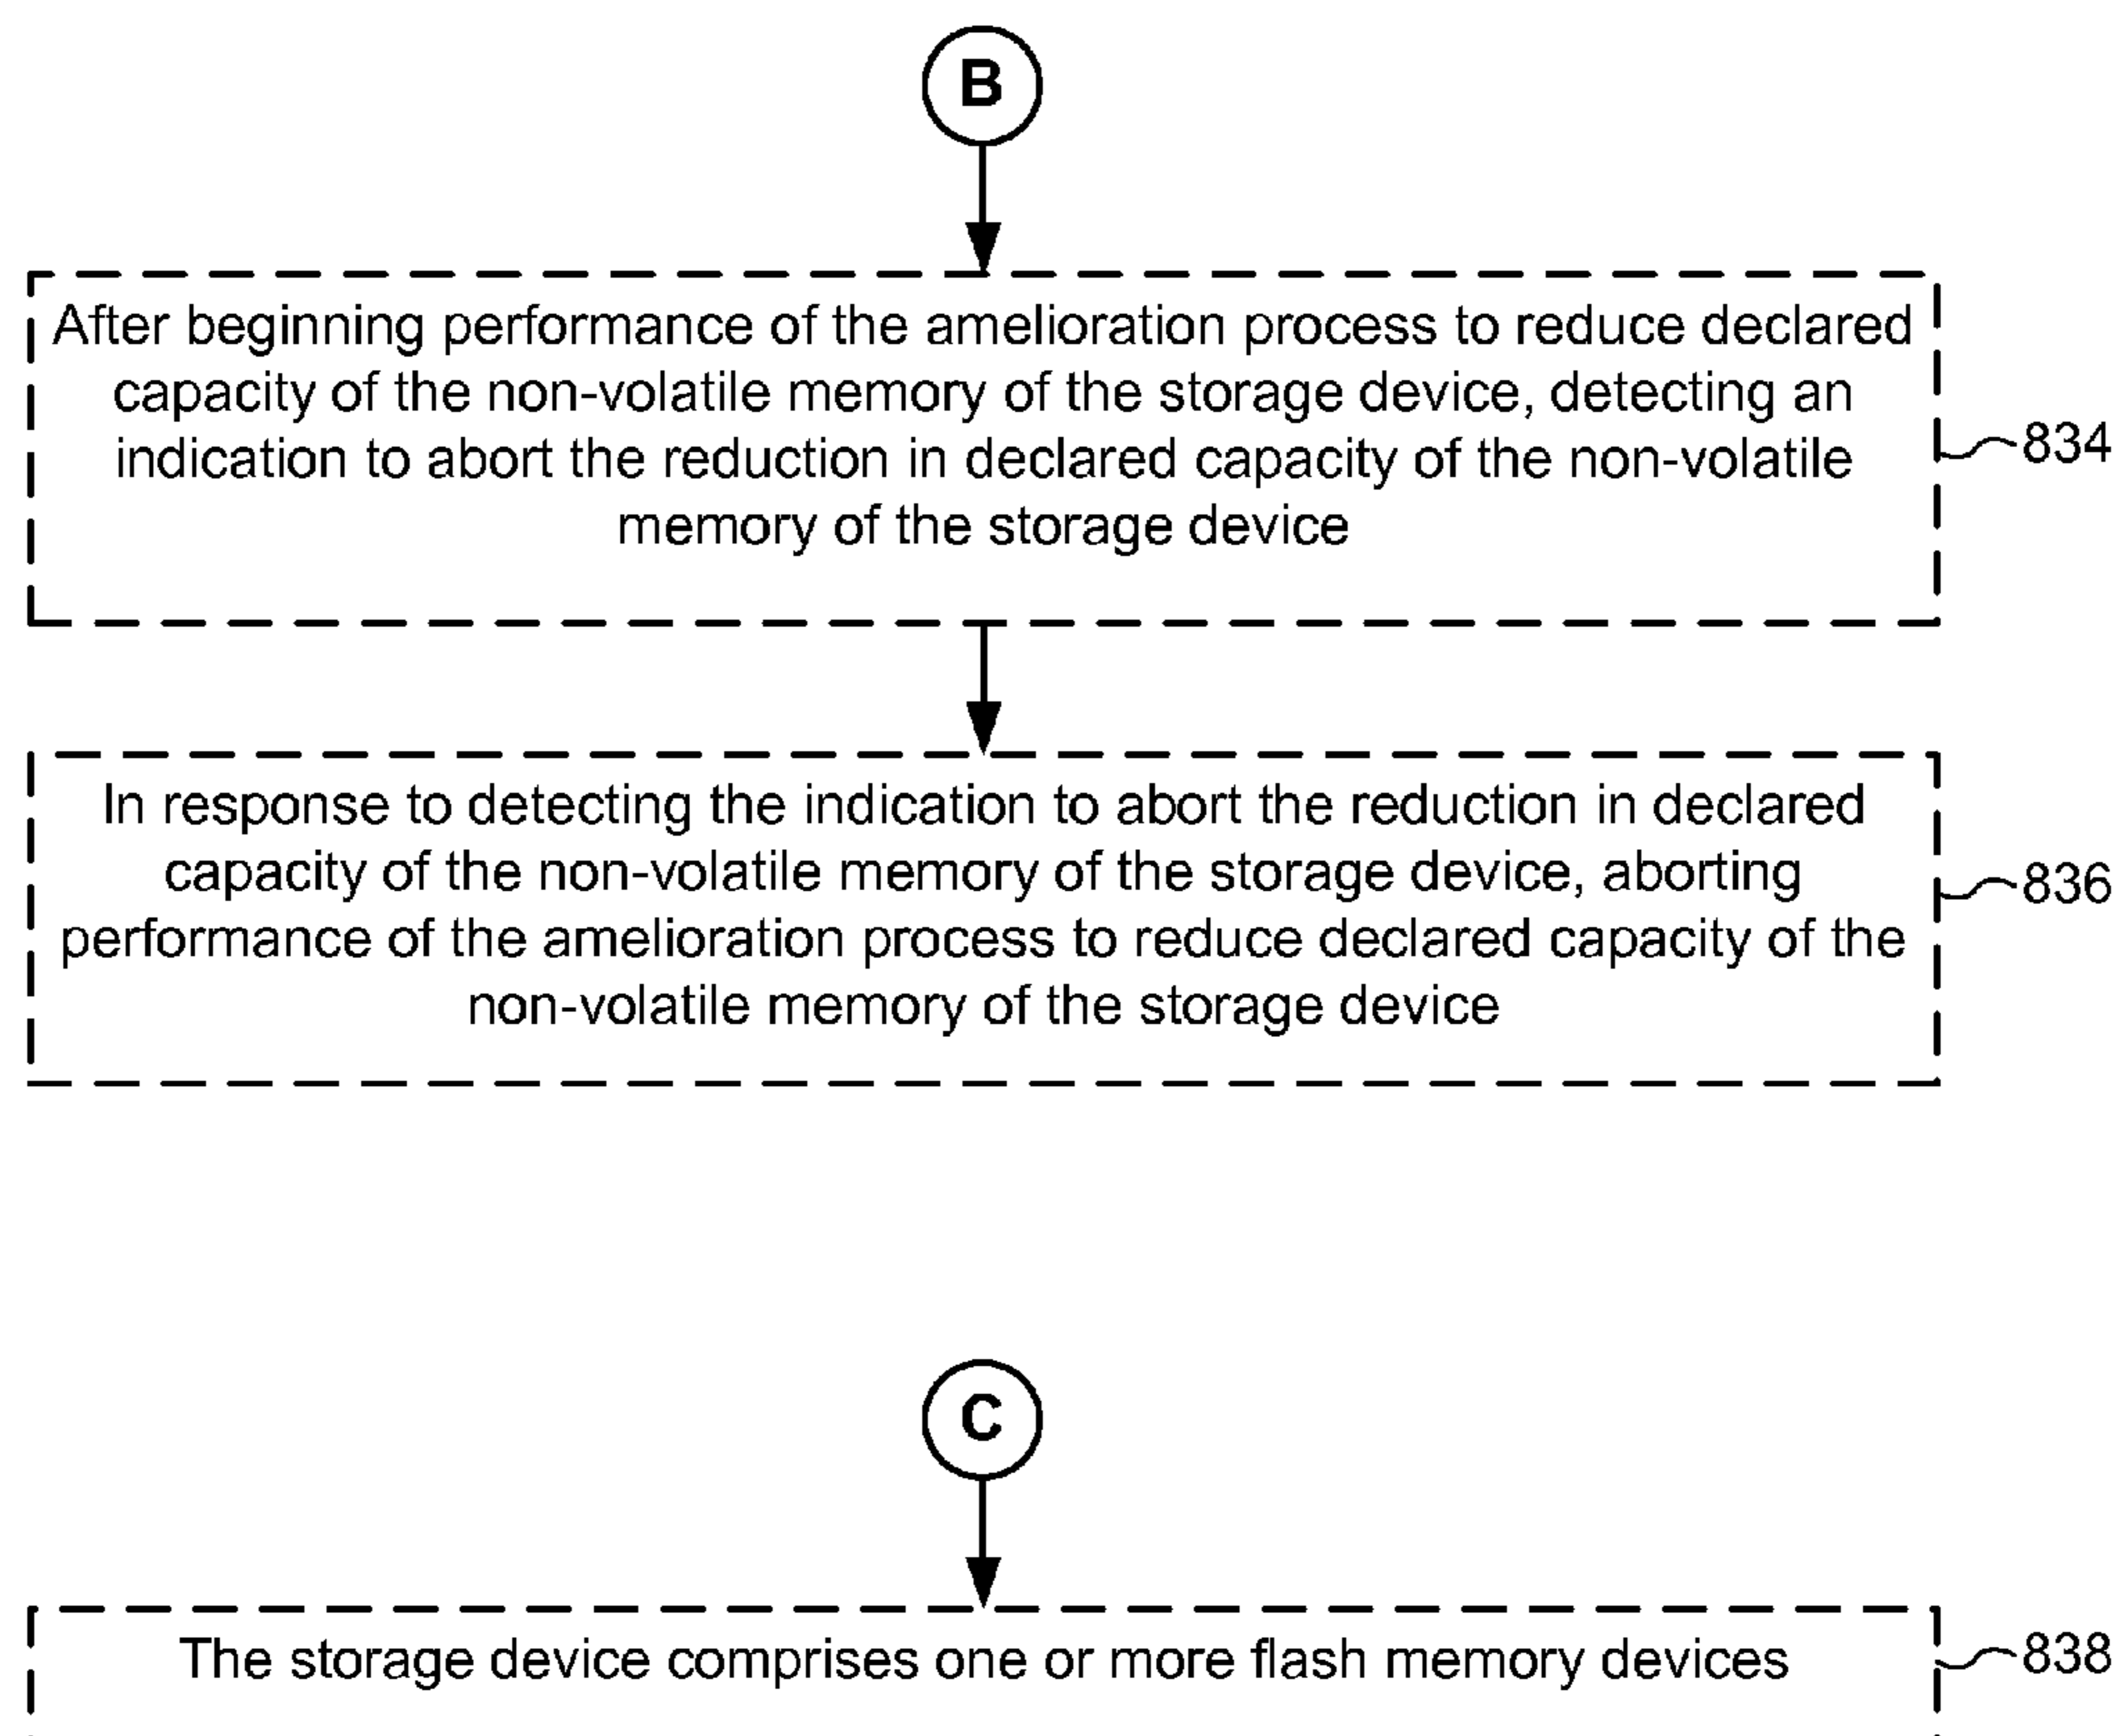 B
After beginning performance of the amelioration process to reduce declared
capacity of the non-volatile memory of the storage device, detecting an
indication to abort the reduction in declared capacity of the non-volatile
memory of the storage device
834
In response to detecting the indication to abort the reduction in declared
capacity of the non-volatile memory of the storage device, aborting
performance of the amelioration process to reduce declared capacity of the
non-volatile memory of the storage device
836
C
The storage device comprises one or more flash memory devices
838